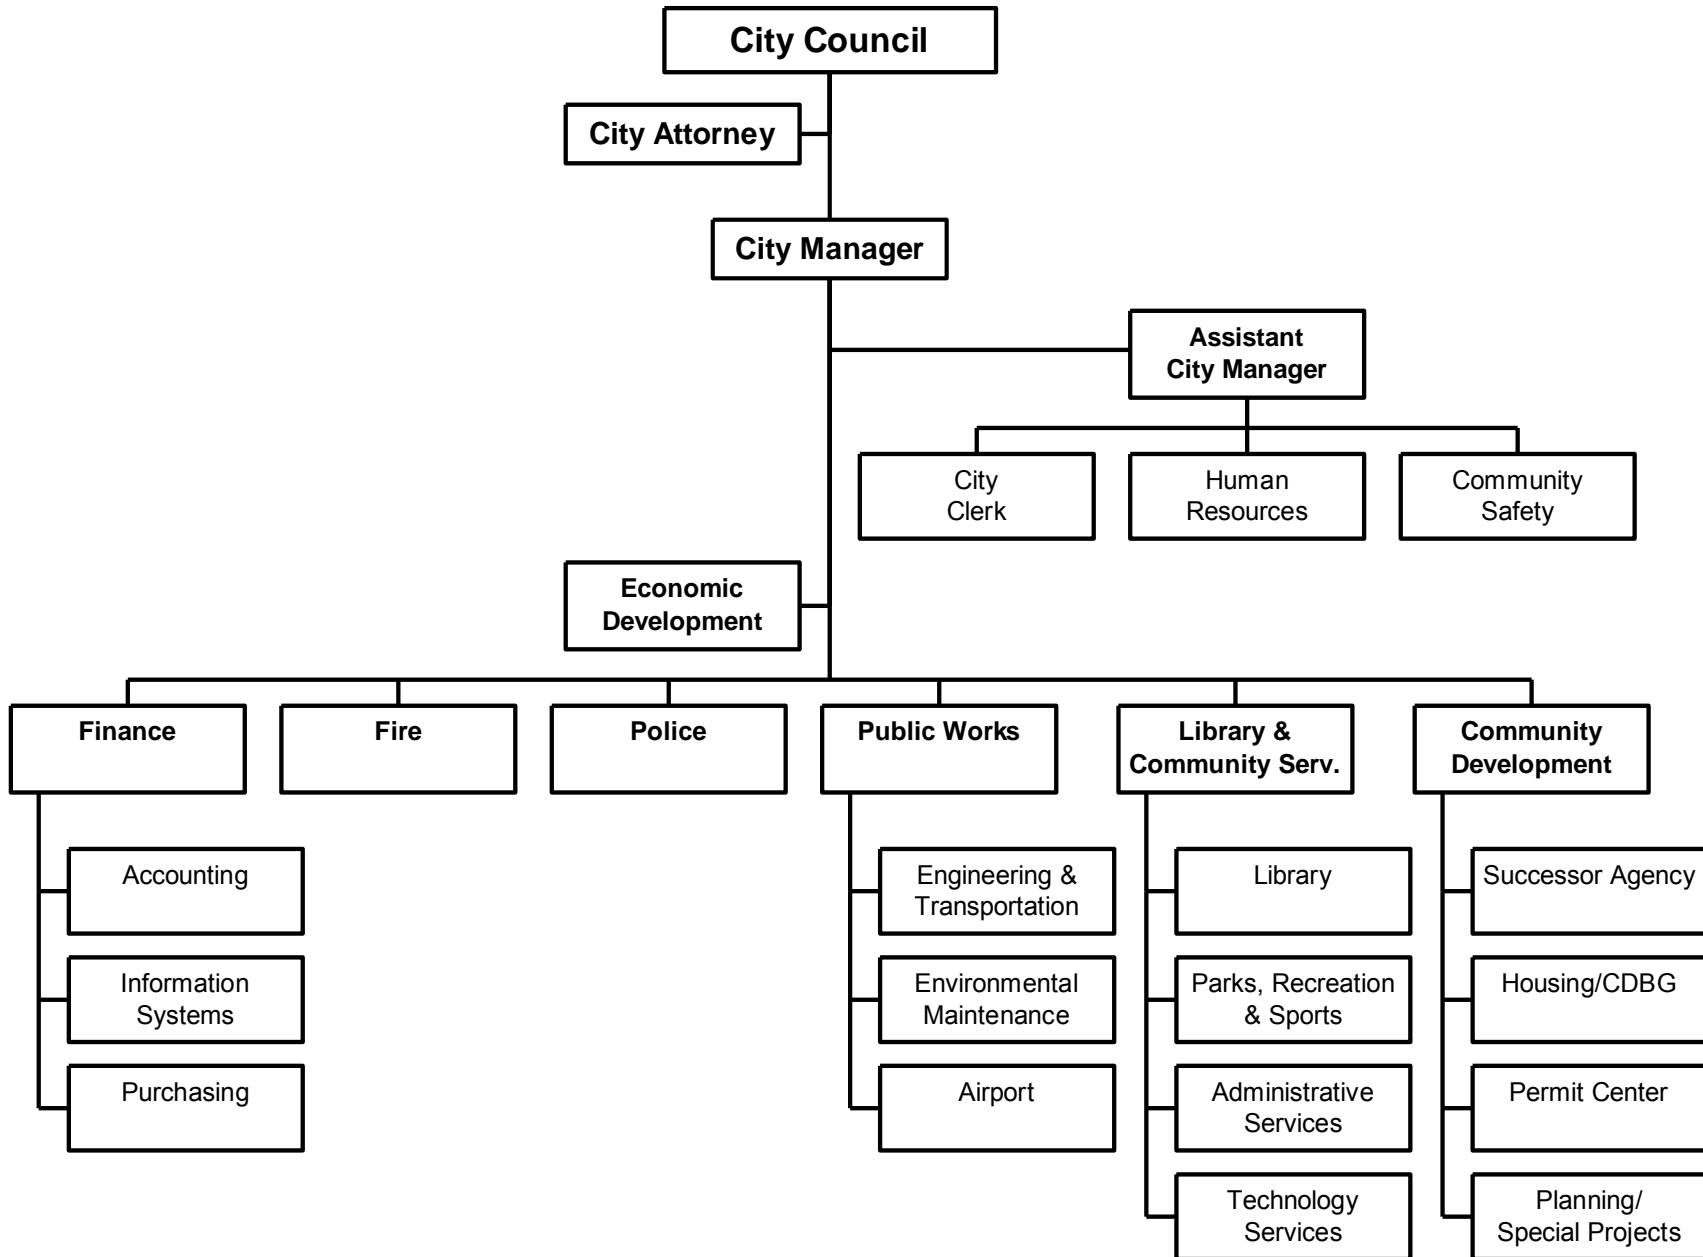 City Council
City Attorney
City Manager
Assistant
City Manager
City
Clerk
Human
Resources
Community
Safety
Economic
Development
Finance
Fire
Police
Public Works
Library &
Community Serv.
Community
Development
Accounting
Information
Systems
Purchasing
Engineering &
Transportation
Environmental
Maintenance
Airport
Library
Parks, Recreation
& Sports
Administrative
Services
Technology
Services
Successor Agency
Housing/CDBG
Permit Center
Planning/
Special Projects